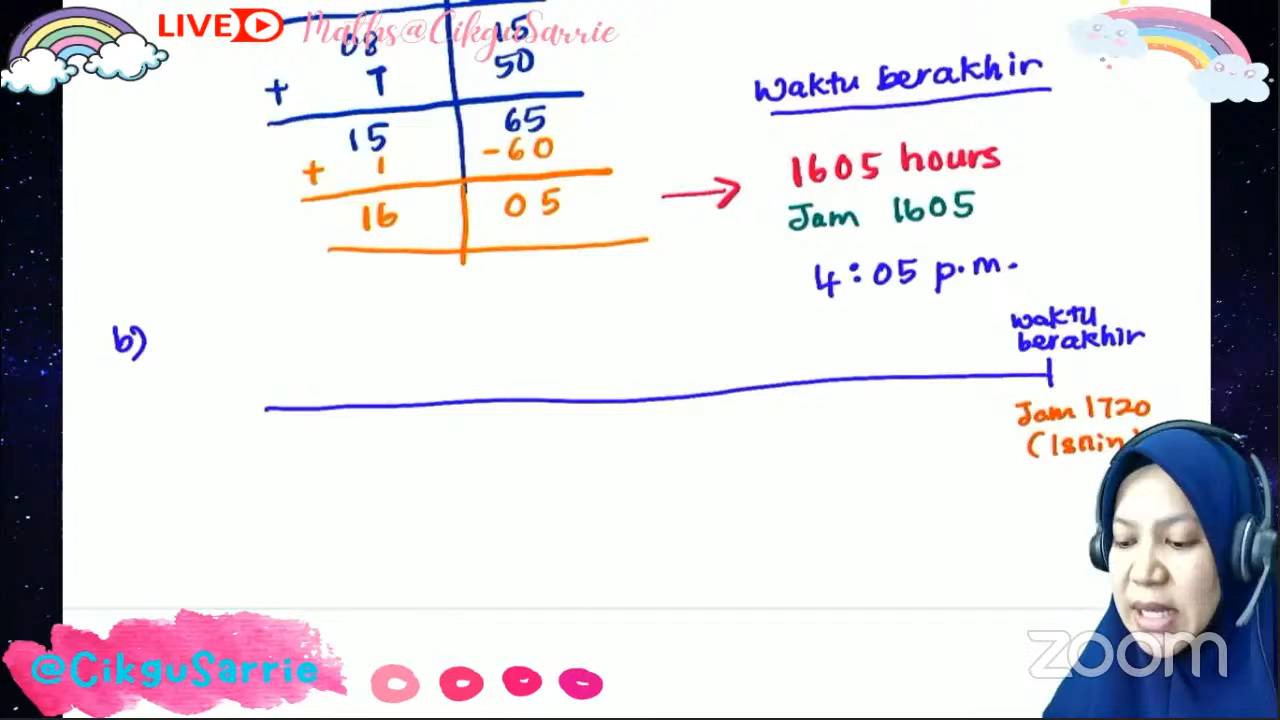 LIVE Maths@CikguSarrie
08 15
+ 7 50
15 65
+ 1 -60
16 05
Waktu berakhir
1605 hours
Jam 1605
4:05 p.m.
b)
waktu
berakhir
Jam 1720
(Isnin)
@CikguSarrie
zoom